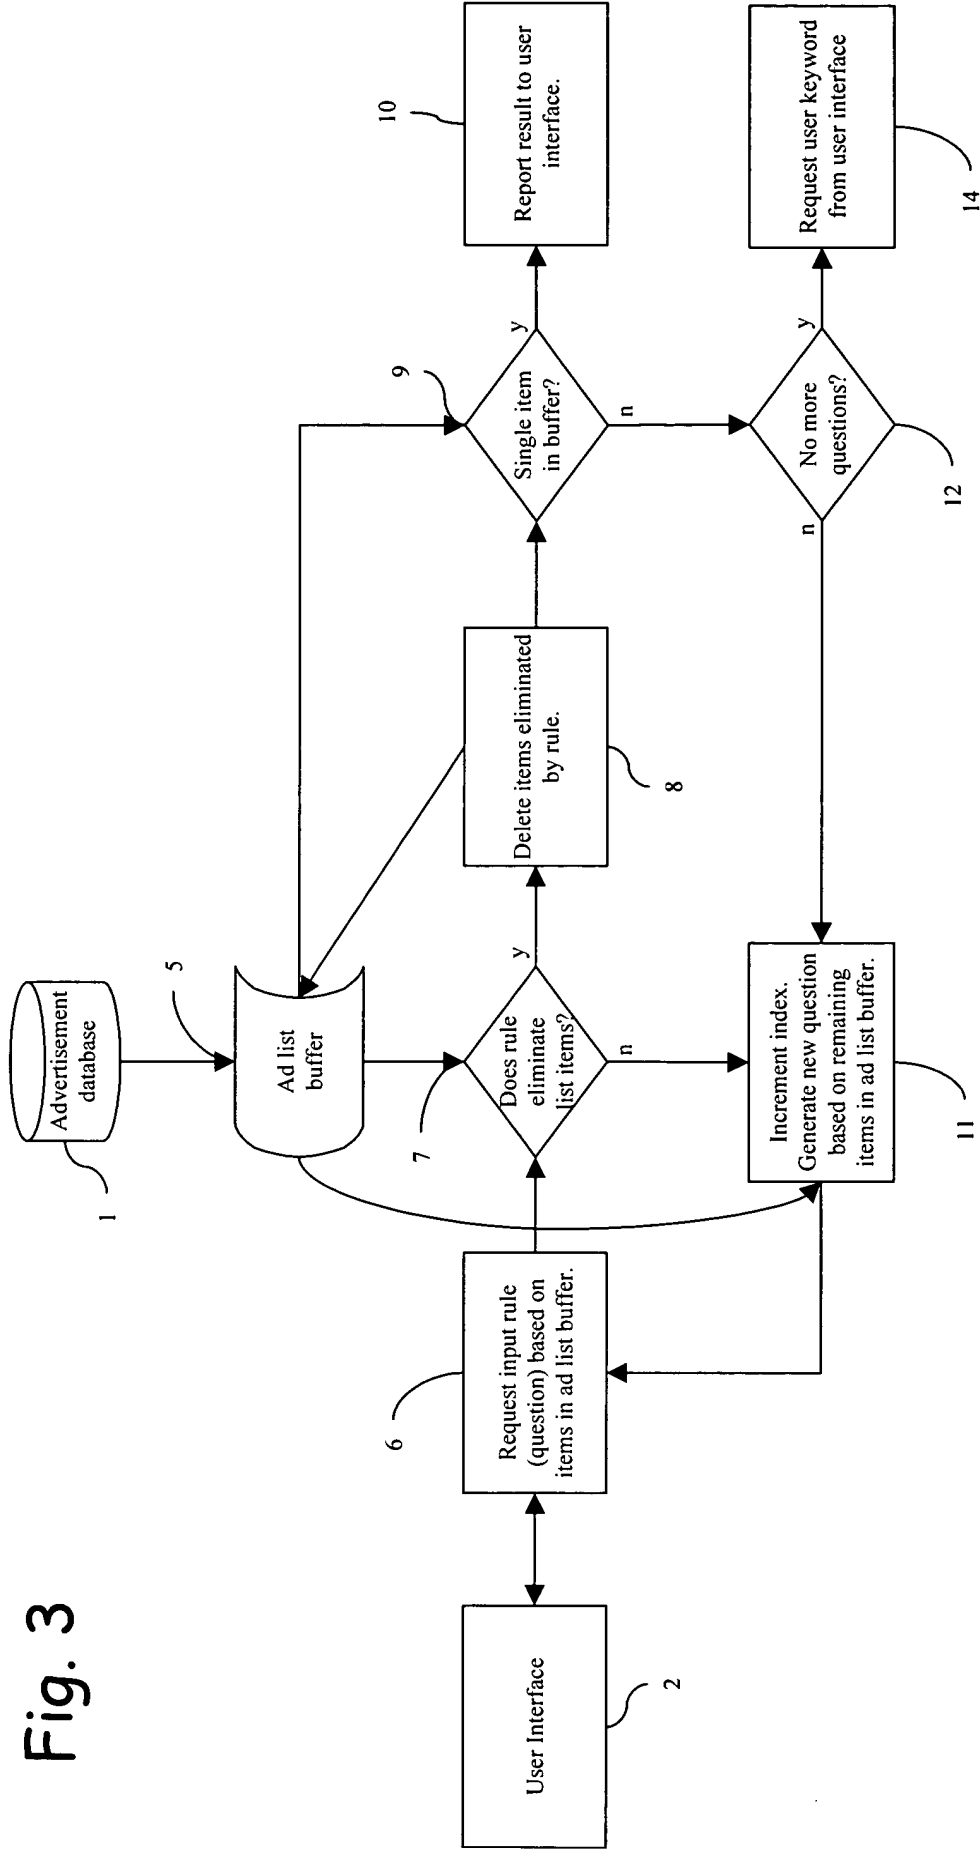 Fig. 3
Advertisement
database
1
5
Ad list
buffer
User Interface
2
6
Request input rule
(question) based on
items in ad list buffer.
7
Does rule
eliminate
list items?
y
n
Delete items eliminated
by rule.
8
9
Single item
in buffer?
y
n
10
Report result to user
interface.
Increment index.
Generate new question
based on remaining
items in ad list buffer.
11
No more
questions?
n
y
12
Request user keyword
from user interface
14